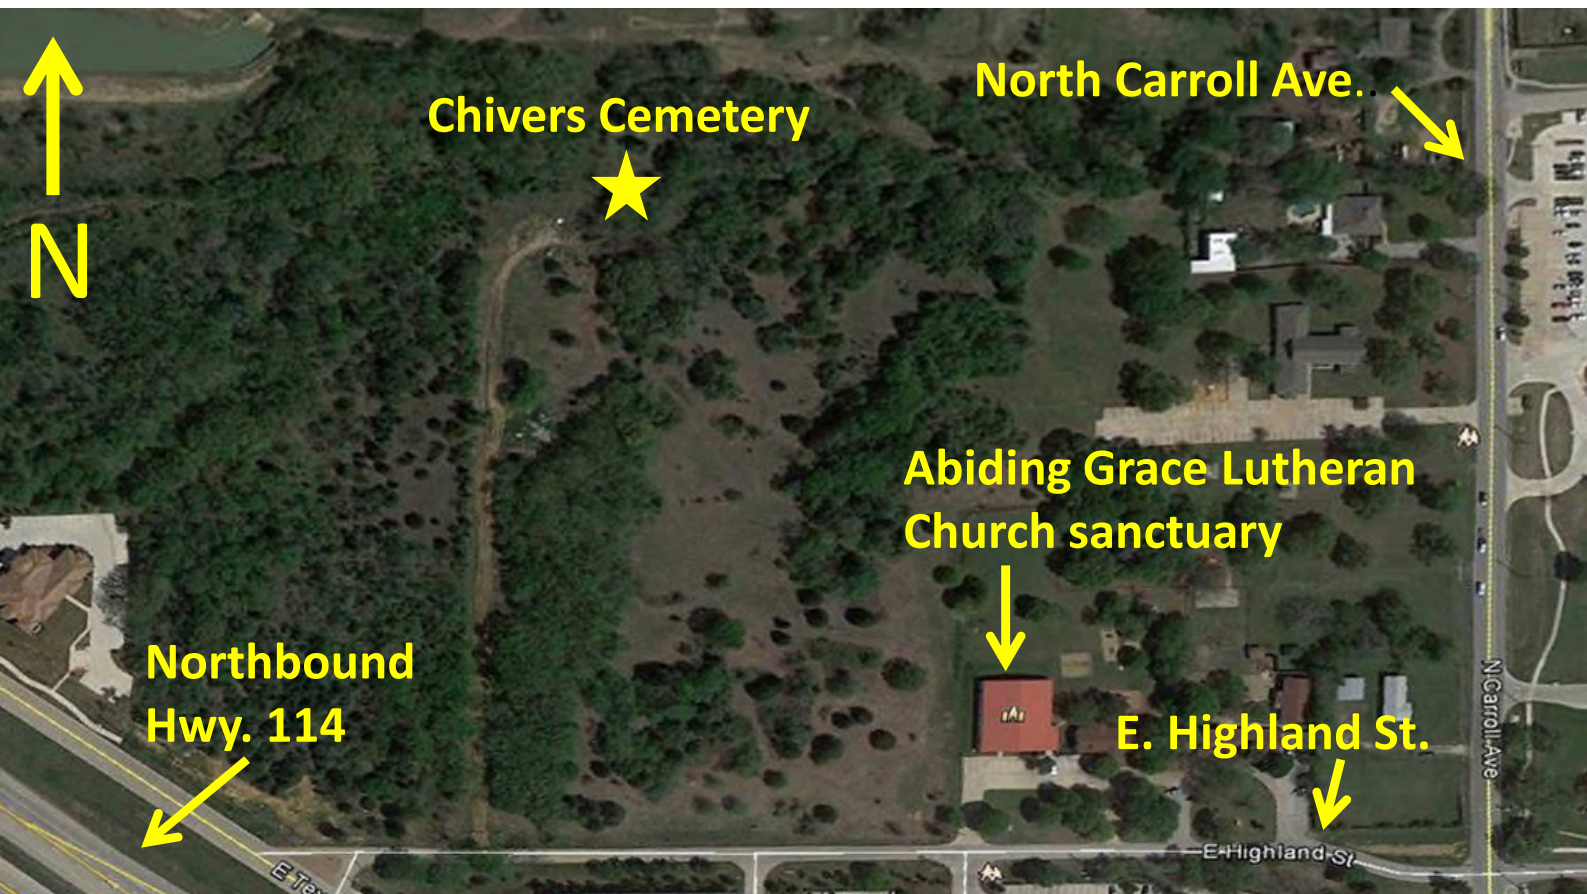 North Carroll Ave..
Chivers Cemetery
N
Abiding Grace Lutheran
Church sanctuary
Northbound
Hwy. 114
E. Highland St.
N Carroll Ave
E Highland St
E Te